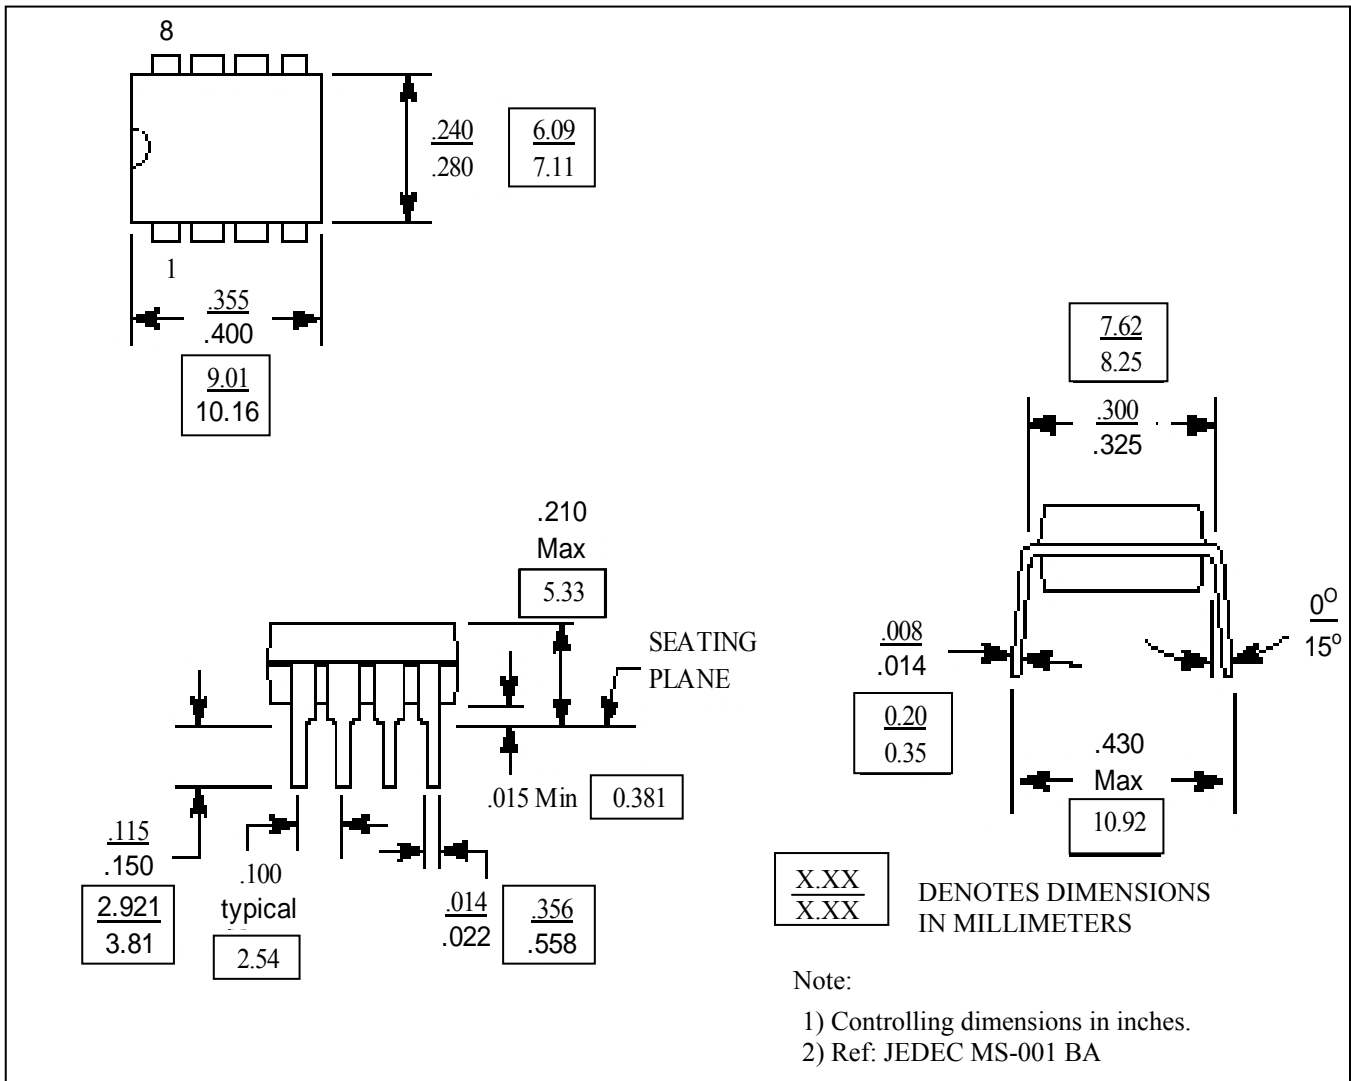 8
.240
.280
6.09
7.11
1
.355
.400
9.01
10.16
7.62
8.25
.300
.325
.210
Max
5.33
SEATING
PLANE
.008
.014
0.20
0.35
0°
15°
.430
Max
10.92
.015 Min
0.381
.115
.150
2.921
3.81
.100
typical
2.54
.014
.022
.356
.558
X.XX
X.XX
DENOTES DIMENSIONS
IN MILLIMETERS
Note:
1) Controlling dimensions in inches.
2) Ref: JEDEC MS-001 BA